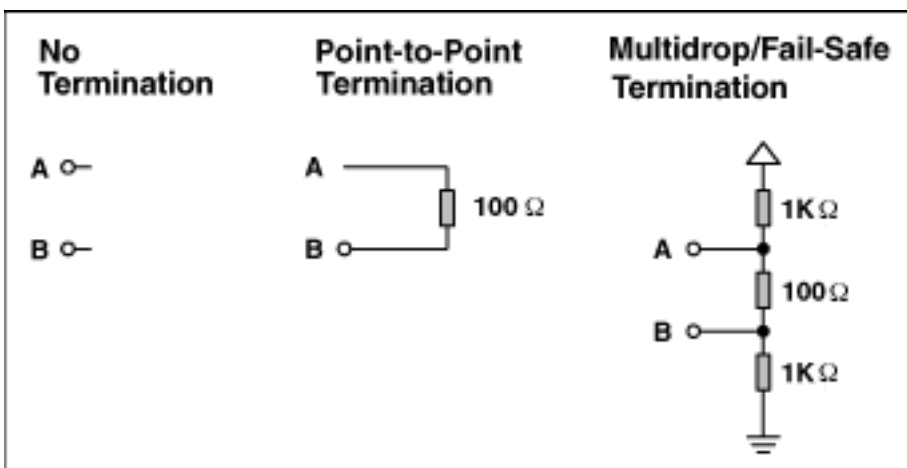 No
Termination
A
B
Point-to-Point
Termination
A
B
100 Ω
Multidrop/Fail-Safe
Termination
1K Ω
A
100 Ω
B
1K Ω